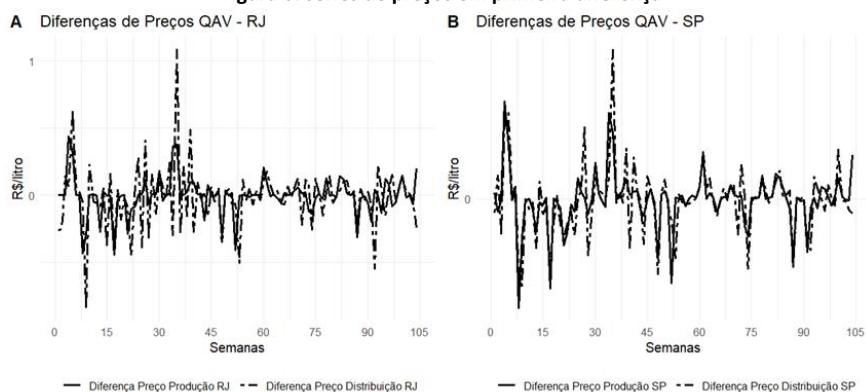 A Diferenças de Preços QAV - RJ
1
0
R$/litro
0 15 30 45 60 75 90 105
Semanas
Diferença Preço Produção RJ Diferença Preço Distribuição RJ
B Diferenças de Preços QAV - SP
0
R$/litro
0 15 30 45 60 75 90 105
Semanas
Diferença Preço Produção SP Diferença Preço Distribuição SP